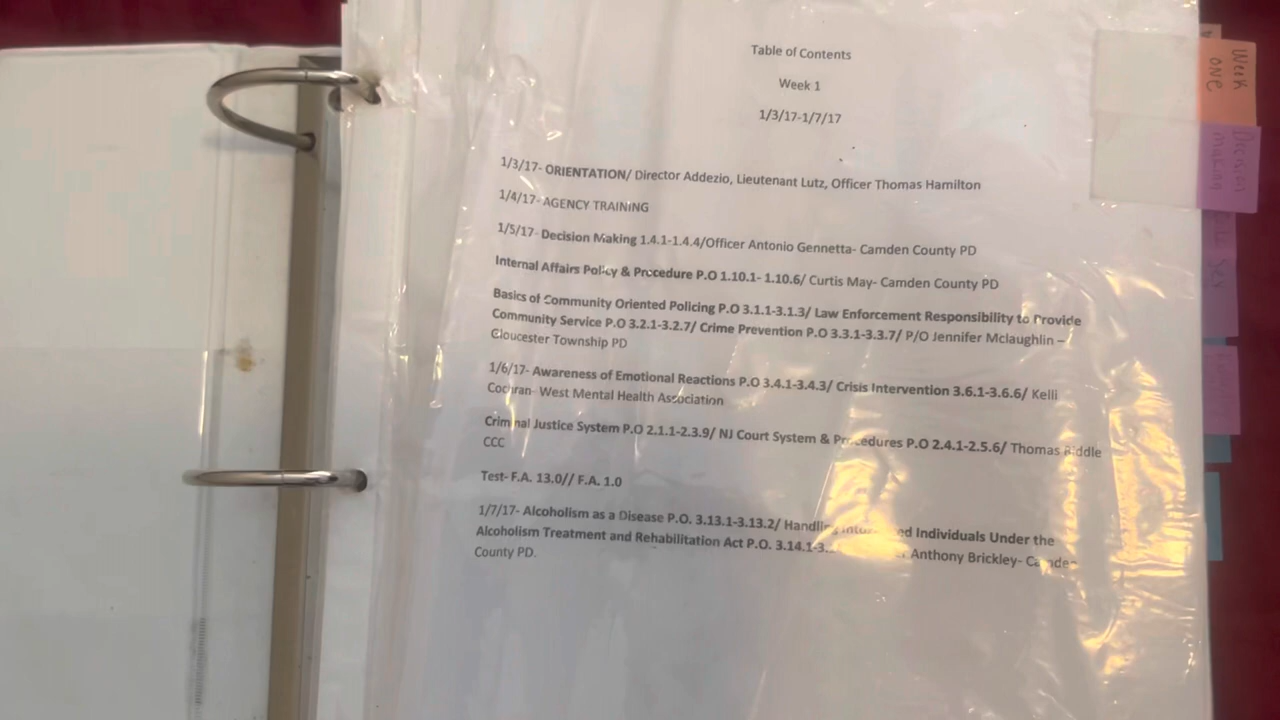 Table of Contents
Week 1
1/3/17-1/7/17
1/3/17- ORIENTATION/ Director Addezio, Lieutenant Lutz, Officer Thomas Hamilton
1/4/17- AGENCY TRAINING
1/5/17- Decision Making 1.4.1-1.4.4/Officer Antonio Gennetta- Camden County PD
Internal Affairs Policy & Procedure P.O 1.10.1- 1.10.6/ Curtis May- Camden County PD
Basics of Community Oriented Policing P.O 3.1.1-3.1.3/ Law Enforcement Responsibility to Provide
Community Service P.O 3.2.1-3.2.7/ Crime Prevention P.O 3.3.1-3.3.7/ P/O Jennifer Mclaughlin –
Gloucester Township PD
1/6/17- Awareness of Emotional Reactions P.O 3.4.1-3.4.3/ Crisis Intervention 3.6.1-3.6.6/ Kelli
Cochran- West Mental Health Association
Criminal Justice System P.O 2.1.1-2.3.9/ NJ Court System & Procedures P.O 2.4.1-2.5.6/ Thomas Riddle
CCC
Test- F.A. 13.0// F.A. 1.0
1/7/17- Alcoholism as a Disease P.O. 3.13.1-3.13.2/ Handling Individuals Under the
Alcoholism Treatment and Rehabilitation Act P.O. Anthony Brickley- Camden
County PD.
Week
one
Decision
making